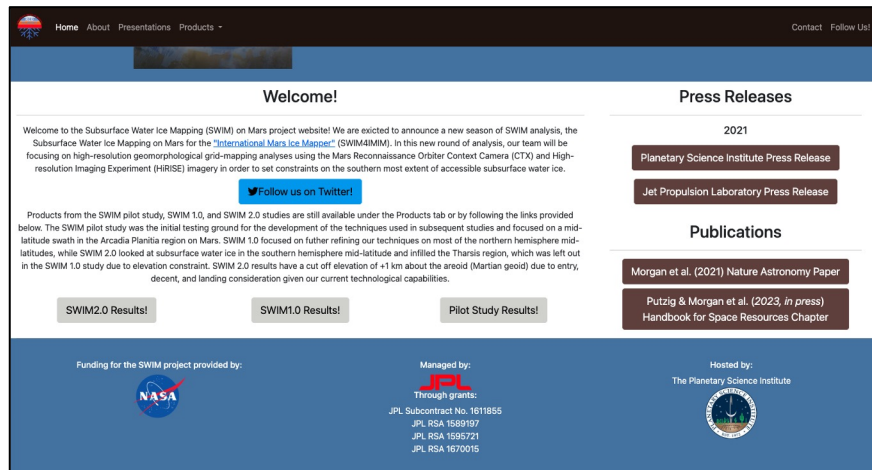 Home About Presentations Products
Contact Follow Us!
Welcome!
Welcome to the Subsurface Water Ice Mapping (SWIM) on Mars project website! We are exicted to announce a new season of SWIM analysis, the
Subsurface Water Ice Mapping on Mars for the "International Mars Ice Mapper" (SWIM4IMIM). In this new round of analysis, our team will be
focusing on high-resolution geomorphological grid-mapping analyses using the Mars Reconnaissance Orbiter Context Camera (CTX) and High-
resolution Imaging Experiment (HiRISE) imagery in order to set constraints on the southern most extent of accessible subsurface water ice.
Follow us on Twitter!
Products from the SWIM pilot study, SWIM 1.0, and SWIM 2.0 studies are still available under the Products tab or by following the links provided
below. The SWIM pilot study was the initial testing ground for the development of the techniques used in subsequent studies and focused on a mid-
latitude swath in the Arcadia Planitia region on Mars. SWIM 1.0 focused on futher refining our techniques on most of the northern hemisphere mid-
latitudes, while SWIM 2.0 looked at subsurface water ice in the southern hemisphere mid-latitude and infilled the Tharsis region, which was left out
in the SWIM 1.0 study due to elevation constraint. SWIM 2.0 results have a cut off elevation of +1 km about the areoid (Martian geoid) due to entry,
decent, and landing consideration given our current technological capabilities.
SWIM2.0 Results!
SWIM1.0 Results!
Pilot Study Results!
Press Releases
2021
Planetary Science Institute Press Release
Jet Propulsion Laboratory Press Release
Publications
Morgan et al. (2021) Nature Astronomy Paper
Putzig & Morgan et al. (2023, in press)
Handbook for Space Resources Chapter
Funding for the SWIM project provided by:
NASA
Managed by:
JPL
Through grants:
JPL Subcontract No. 1611855
JPL RSA 1589197
JPL RSA 1595721
JPL RSA 1670015
Hosted by:
The Planetary Science Institute